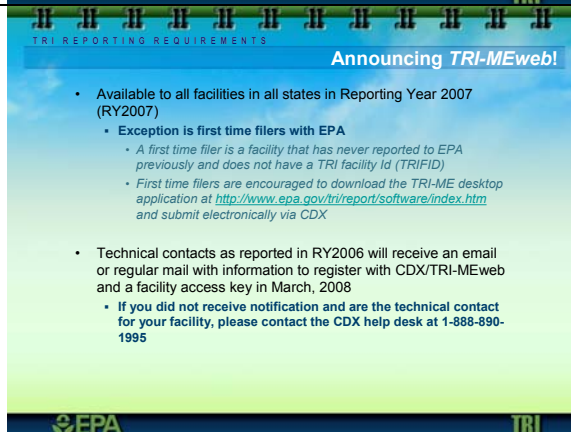 TRI
TRI REPORTING REQUIREMENTS
Announcing TRI-MEweb!
• Available to all facilities in all states in Reporting Year 2007
(RY2007)
▪ Exception is first time filers with EPA
• A first time filer is a facility that has never reported to EPA
previously and does not have a TRI facility Id (TRIFID)
• First time filers are encouraged to download the TRI-ME desktop
application at http://www.epa.gov/tri/report/software/index.htm
and submit electronically via CDX
• Technical contacts as reported in RY2006 will receive an email
or regular mail with information to register with CDX/TRI-MEweb
and a facility access key in March, 2008
▪ If you did not receive notification and are the technical contact
for your facility, please contact the CDX help desk at 1-888-890-
1995
EPA
TRI